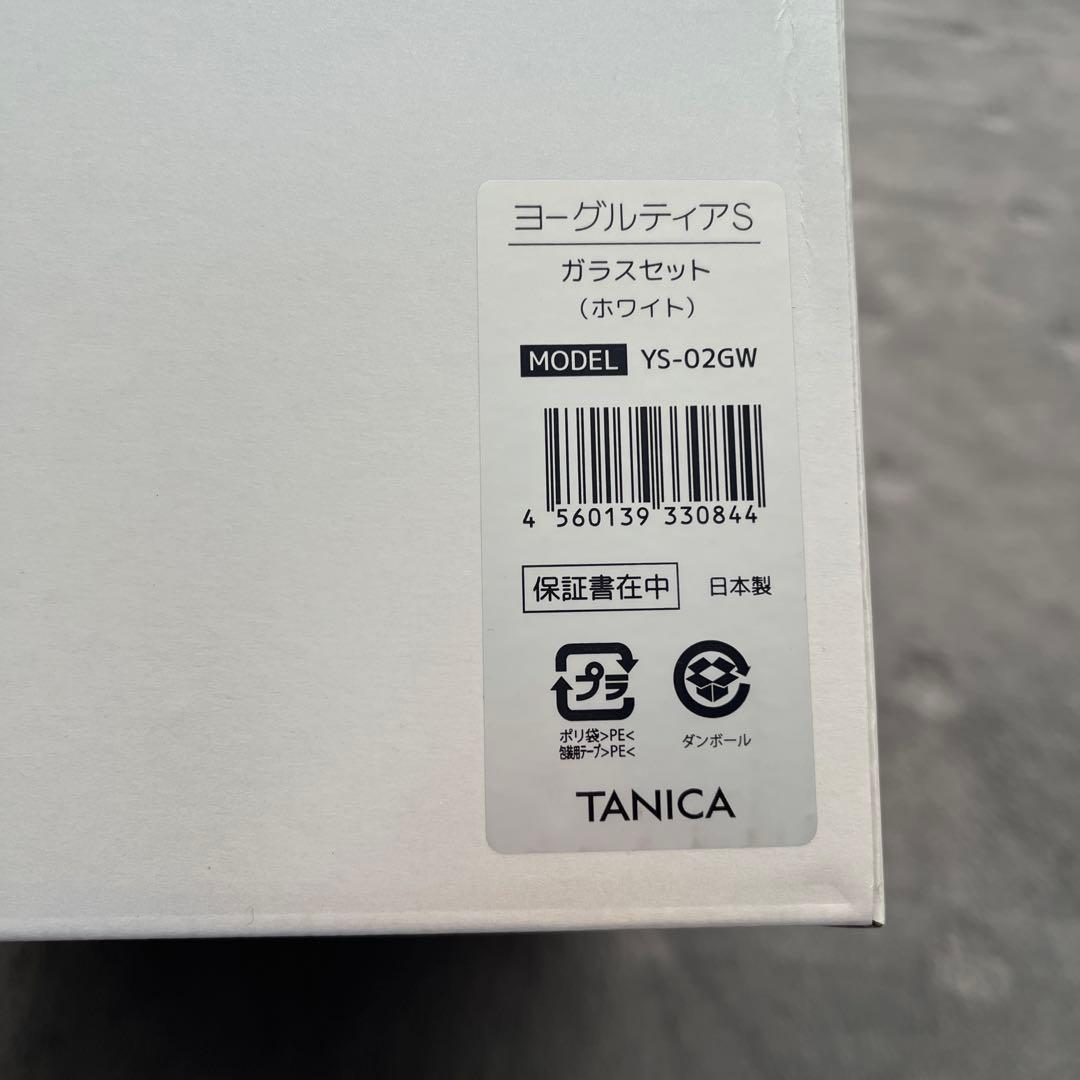 ヨーグルティアS
ガラスセット
（ホワイト）
MODEL YS-02GW
4 560139 330844
保証書在中 日本製
プラ
ポリ袋>PE<
包装用テープ>PE<
ダンボール
TANICA